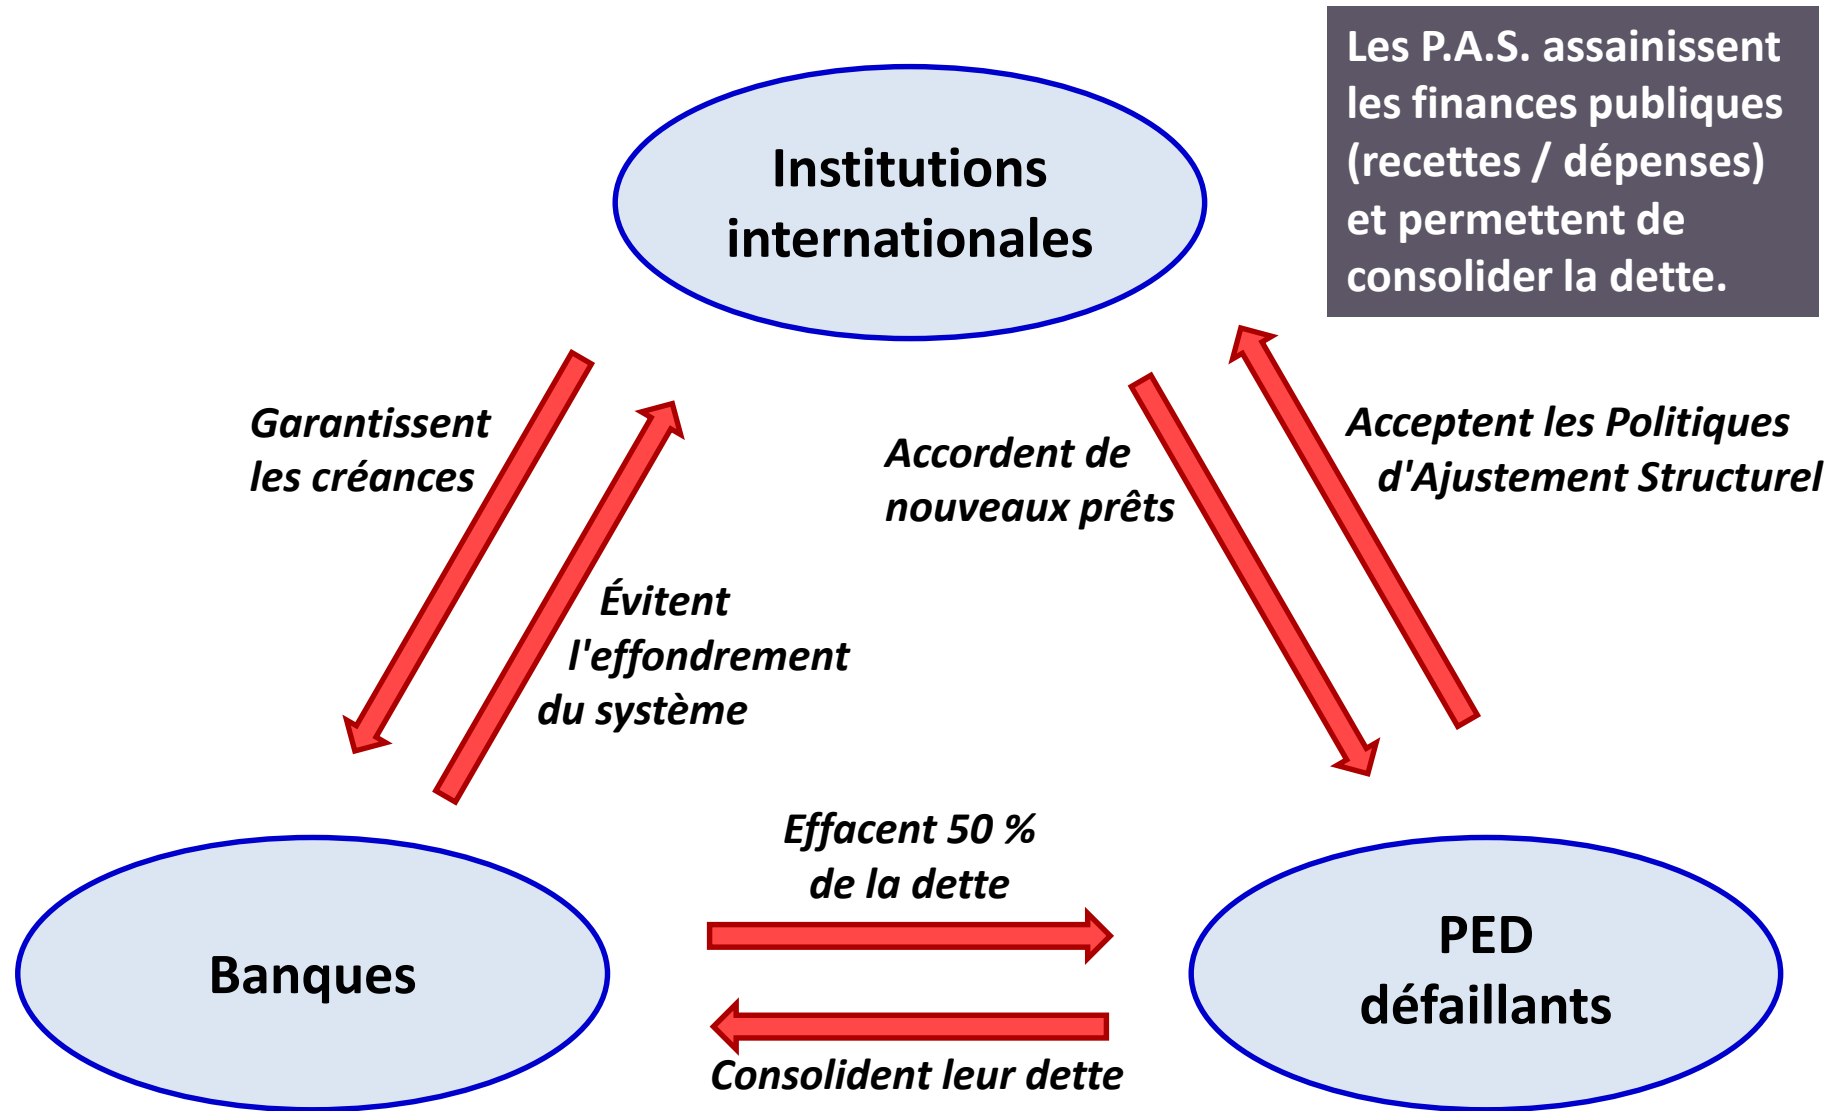 Les P.A.S. assainissent
les finances publiques
(recettes / dépenses)
et permettent de
consolider la dette.
Institutions
internationales
Garantissent
les créances
Évitent
l'effondrement
du système
Accordent de
nouveaux prêts
Acceptent les Politiques
d'Ajustement Structurel
Effacent 50 %
de la dette
Banques
PED
défaillants
Consolident leur dette